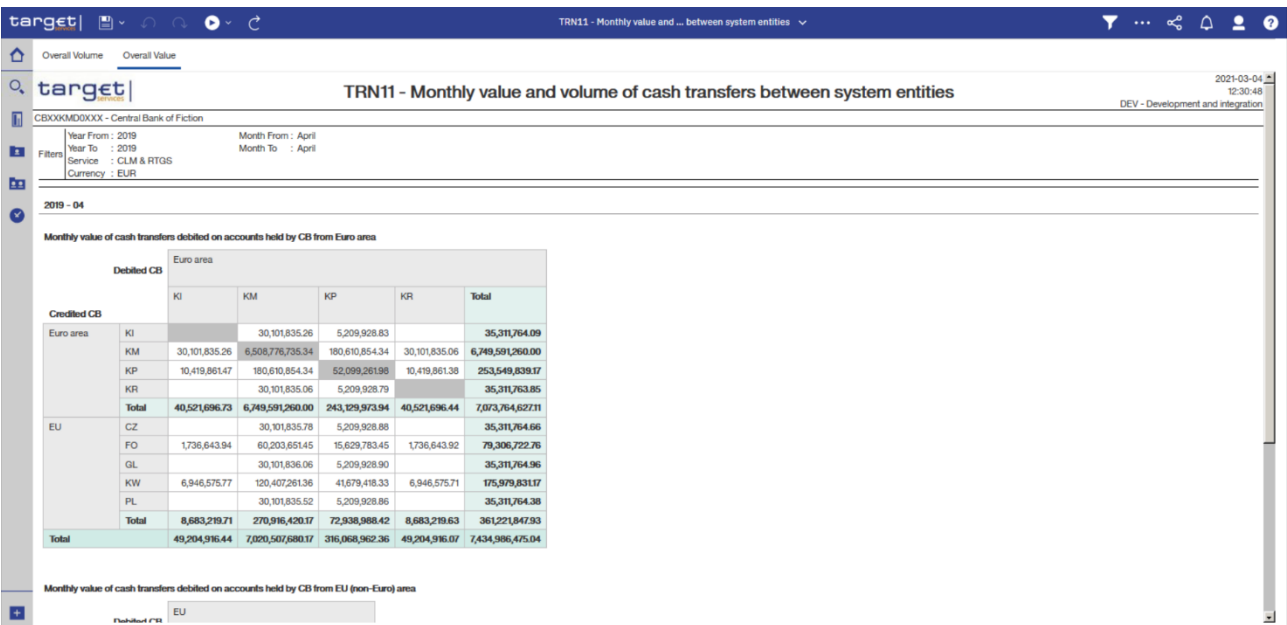 target|
services
TRN11 - Monthly value and ... between system entities
Overall Volume Overall Value
target|
services
TRN11 - Monthly value and volume of cash transfers between system entities
2021-03-04
12:30:48
DEV - Development and integration
CBXXKMD0XXX - Central Bank of Fiction
Filters
Year From : 2019 Month From : April
Year To : 2019 Month To : April
Service : CLM & RTGS
Currency : EUR
2019 - 04
Monthly value of cash transfers debited on accounts held by CB from Euro area
Debited CB Euro area
Credited CB KI KM KP KR Total
Euro area KI 30,101,835.26 5,209,928.83 35,311,764.09
KM 30,101,835.26 6,508,776,735.34 180,610,854.34 30,101,835.06 6,749,591,260.00
KP 10,419,861.47 180,610,854.34 52,099,261.98 10,419,861.38 253,549,839.17
KR 30,101,835.06 5,209,928.79 35,311,763.85
Total 40,521,696.73 6,749,591,260.00 243,129,973.94 40,521,696.44 7,073,764,627.11
EU CZ 30,101,835.78 5,209,928.88 35,311,764.66
FO 1,736,643.94 60,203,651.45 15,629,783.45 1,736,643.92 79,306,722.76
GL 30,101,836.06 5,209,928.90 35,311,764.96
KW 6,946,575.77 120,407,261.36 41,679,418.33 6,946,575.71 175,979,831.17
PL 30,101,835.52 5,209,928.86 35,311,764.38
Total 8,683,219.71 270,916,420.17 72,938,988.42 8,683,219.63 361,221,847.93
Total 49,204,916.44 7,020,507,680.17 316,068,962.36 49,204,916.07 7,434,986,475.04
Monthly value of cash transfers debited on accounts held by CB from EU (non-Euro) area
Debited CB EU